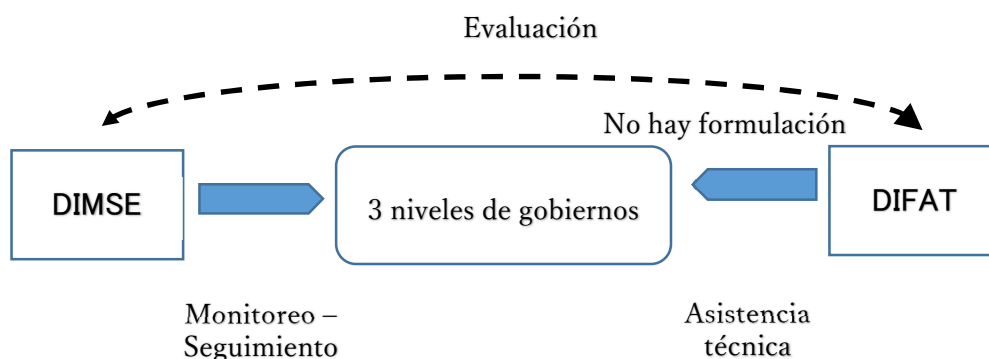 Evaluación
No hay formulación
DIMSE
3 niveles de gobiernos
DIFAT
Monitoreo –
Seguimiento
Asistencia
técnica